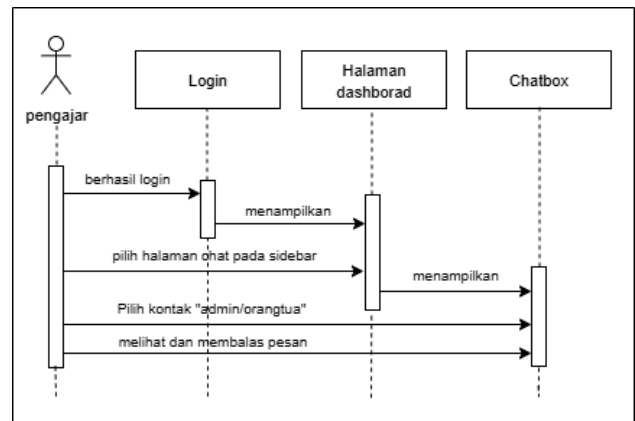 pengajar
Login
Halaman
dashborad
Chatbox
berhasil login
menampilkan
pilih halaman chat pada sidebar
menampilkan
Pilih kontak "admin/orangtua"
melihat dan membalas pesan